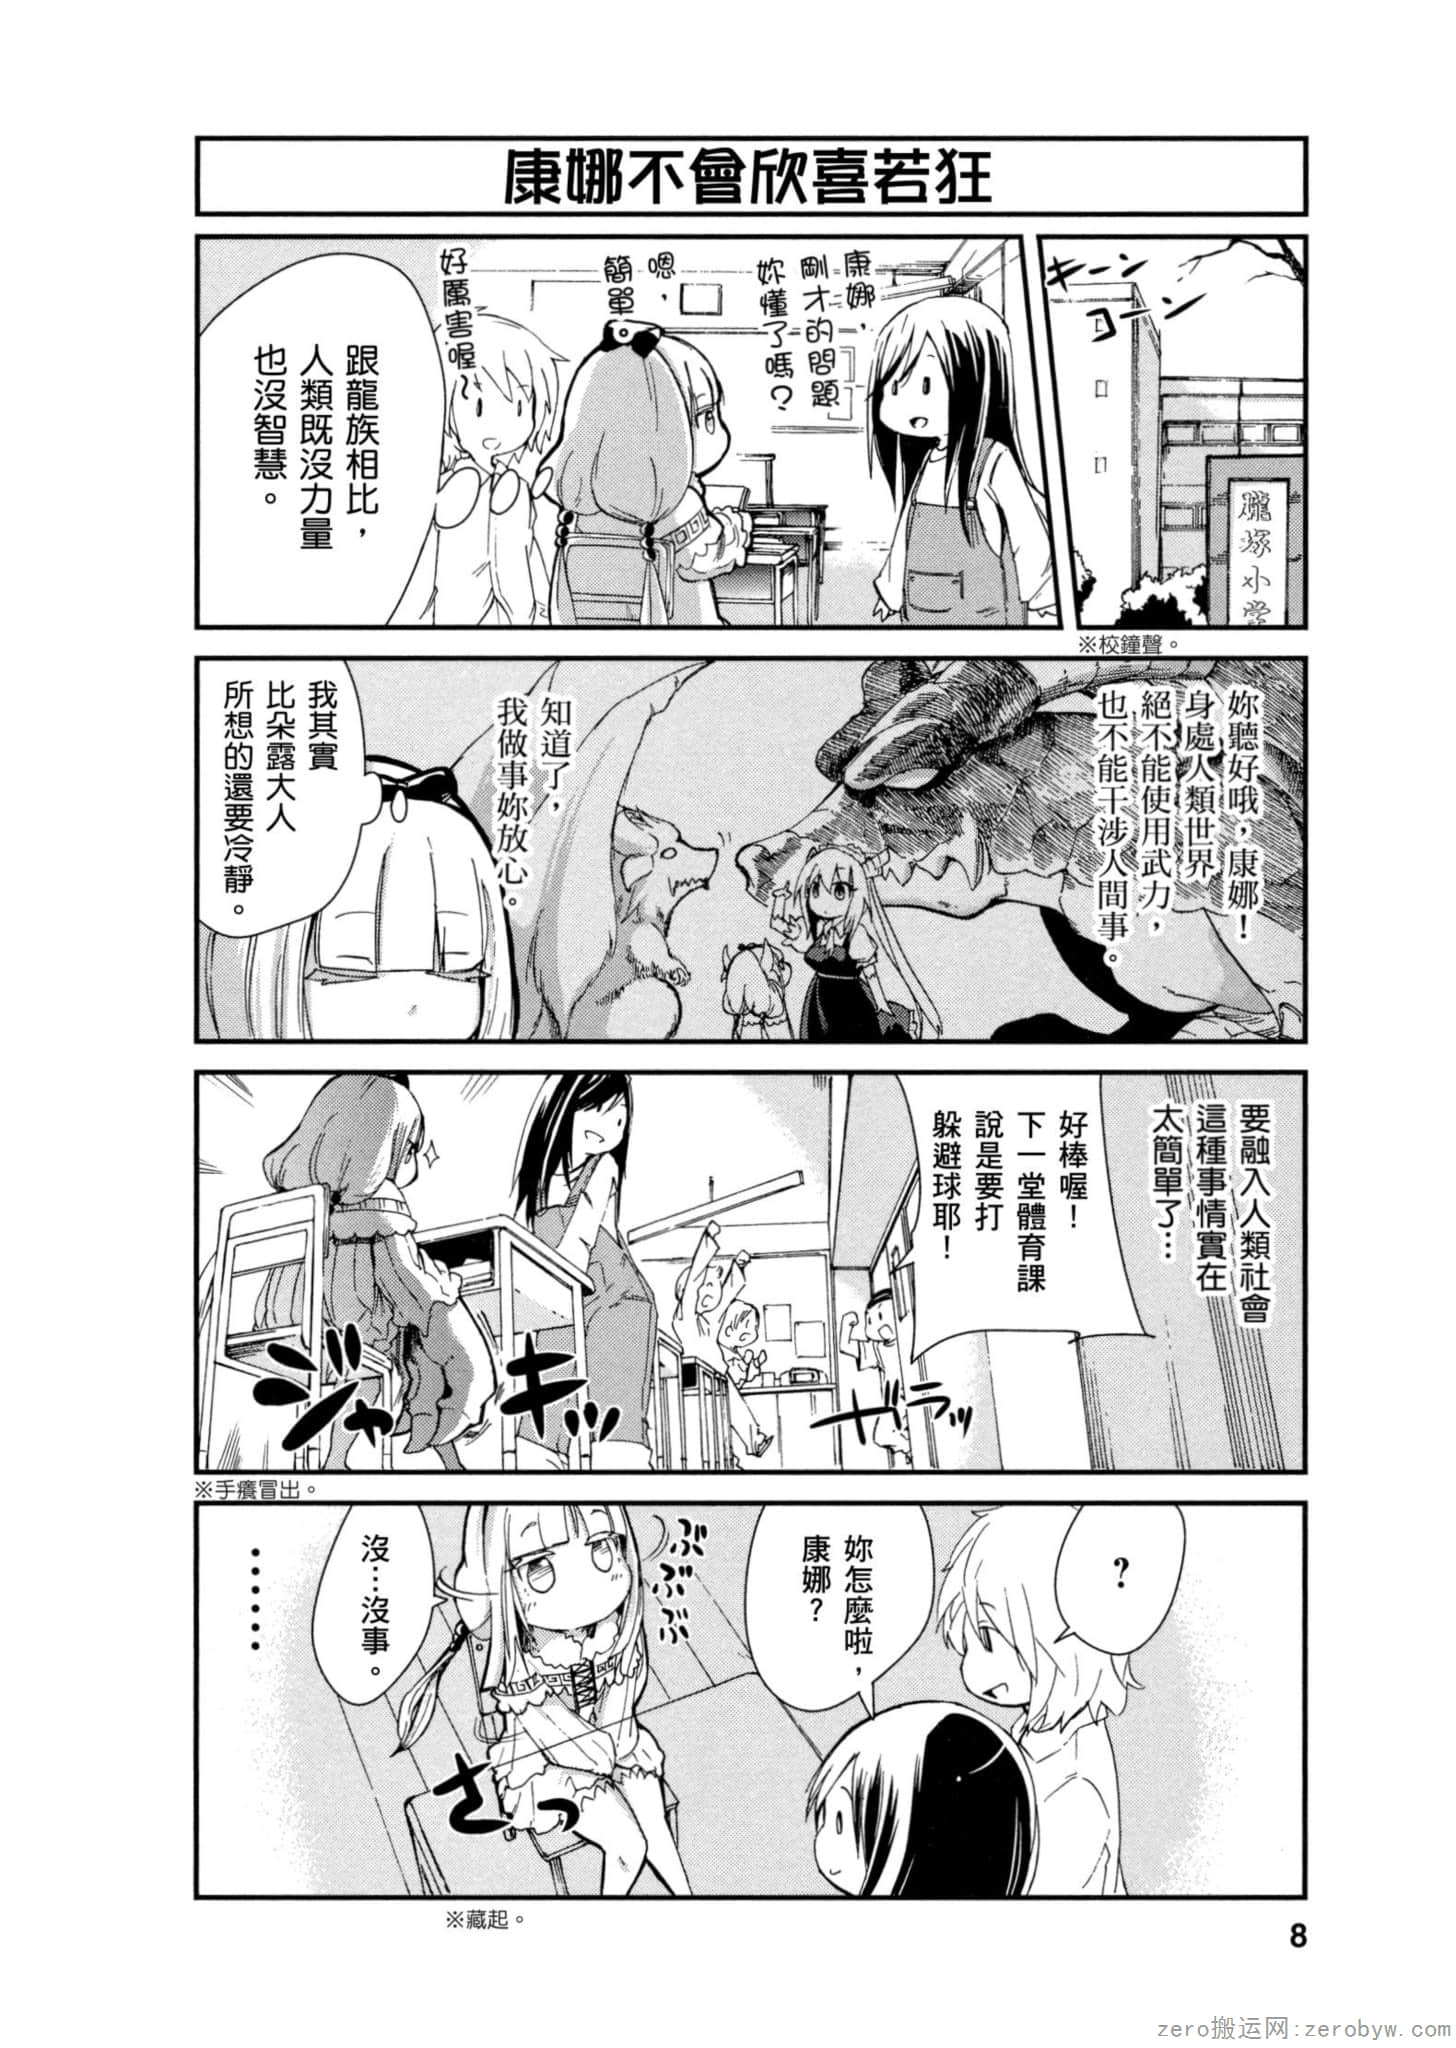 康娜不會欣喜若狂
キーン
コーン
朧塚小学
※校鐘聲。
康娜,
剛才的問題
妳懂了嗎?
嗯,
簡單
好厲害喔~
跟龍族相比,
人類既沒力量
也沒智慧。
妳聽好哦,康娜!
身處人類世界
絕不能使用武力,
也不能干涉人間事。
知道了,
我做事妳放心。
我其實
比朵露大人
所想的還要冷靜。
要融入人類社會
這種事情實在
太簡單了…
好棒喔!
下一堂體育課
說是要打
躲避球耶!
ガラッ
ギッ
ジャ
※手癢冒出。
?
妳怎麼啦,
康娜?
ぶぶ
ぶぶぶ
沒…沒事。
さっ
……
※藏起。
8
zero搬运网:zerobyw.com